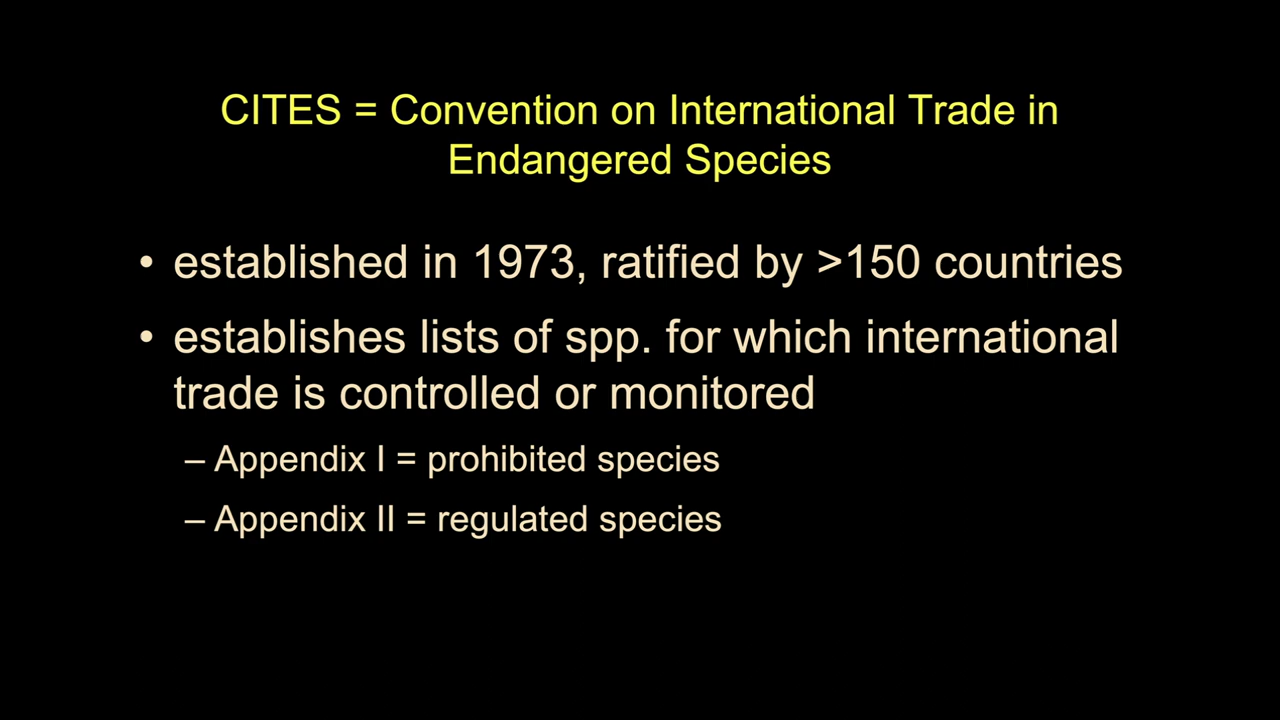 CITES = Convention on International Trade in
Endangered Species
• established in 1973, ratified by >150 countries
• establishes lists of spp. for which international
trade is controlled or monitored
– Appendix I = prohibited species
– Appendix II = regulated species